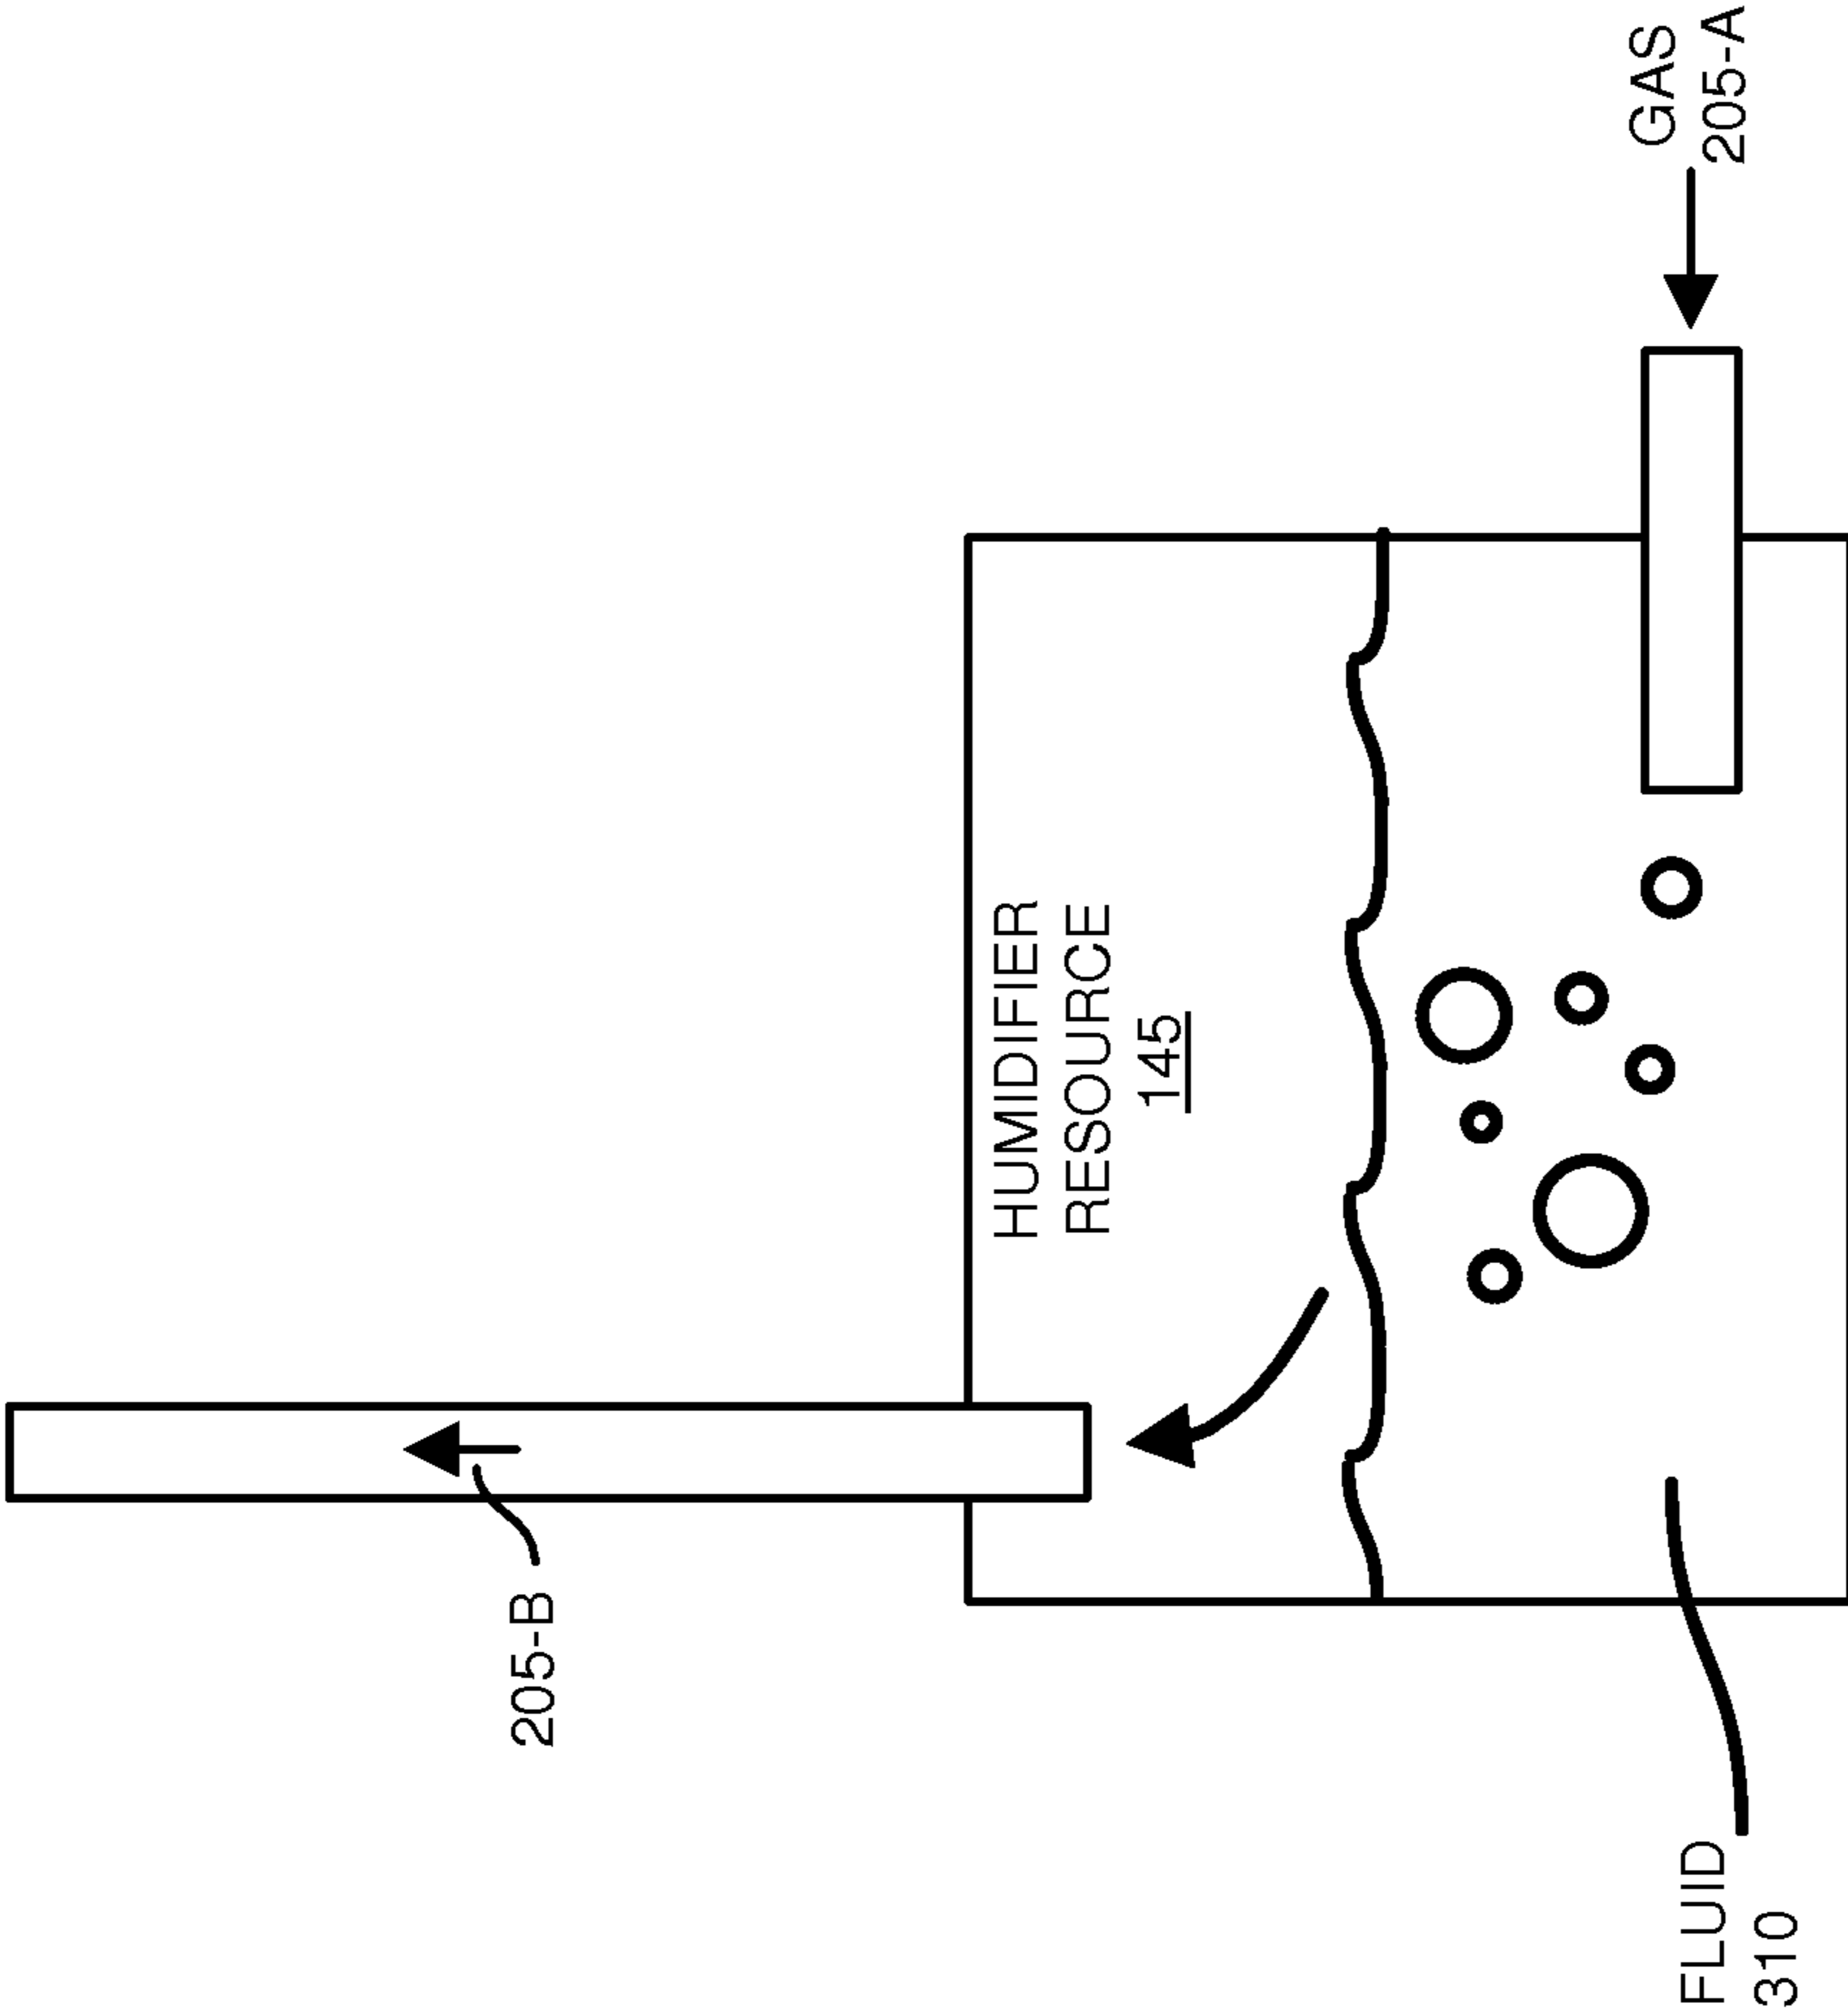 GAS
205-A
HUMIDIFIER
RESOURCE
145
205-B
FLUID
310